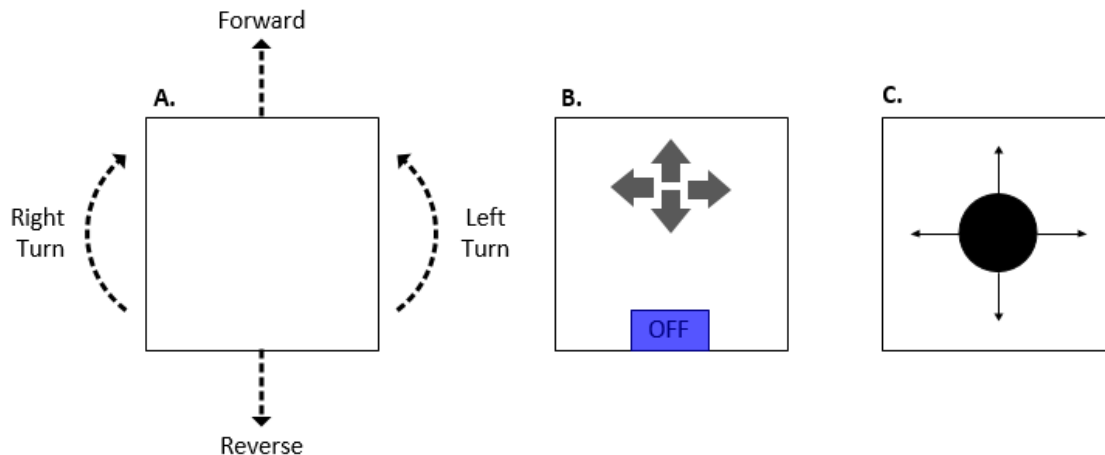 Forward
A.
B.
C.
Right
Turn
Left
Turn
OFF
Reverse